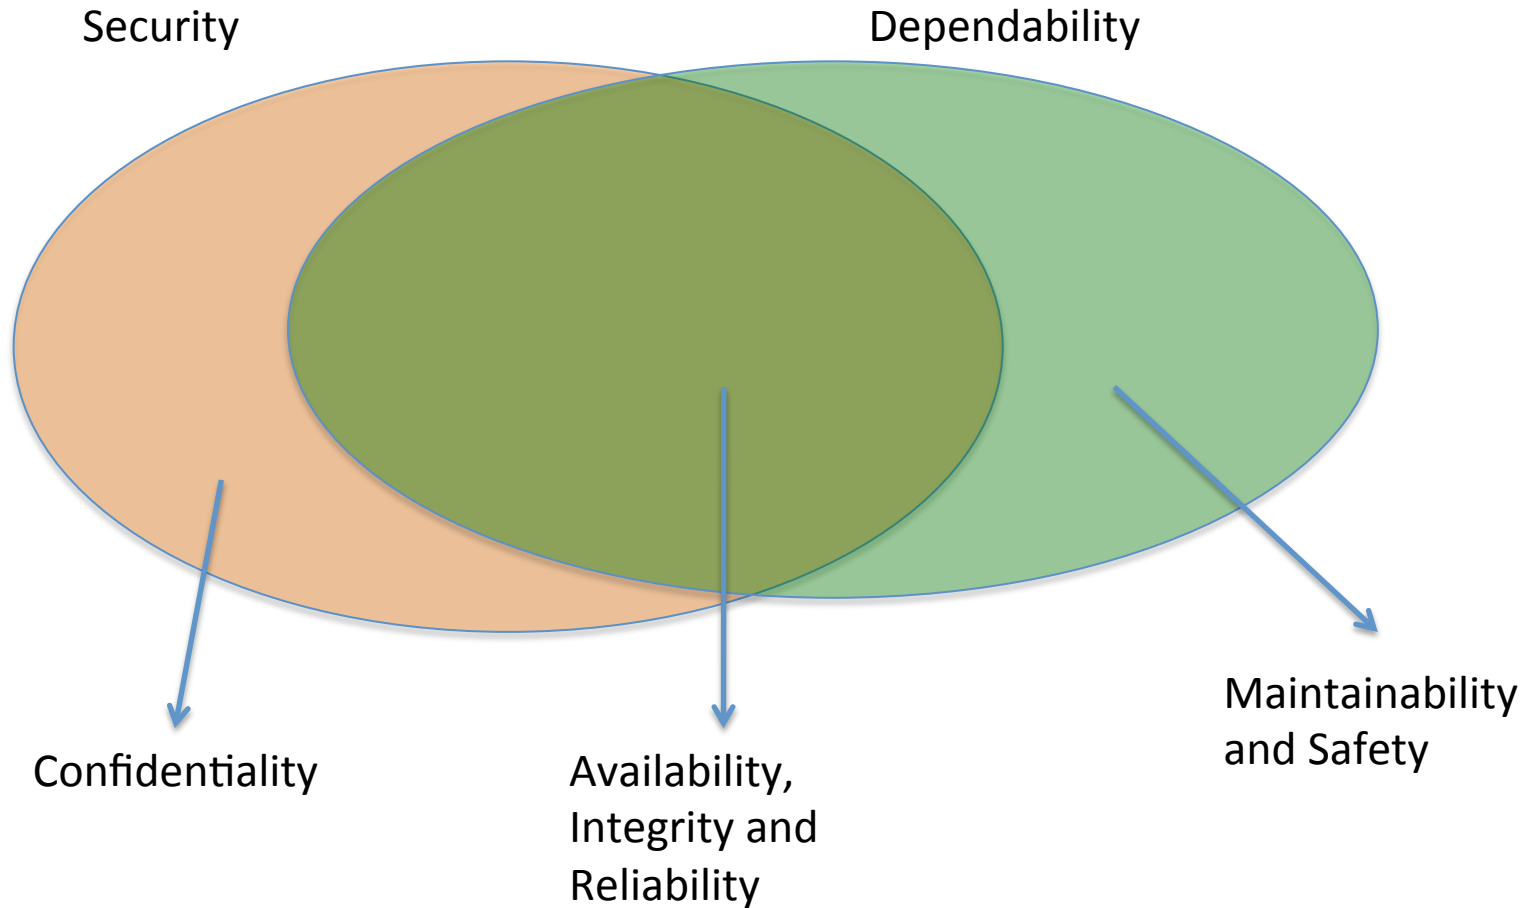 Security
Dependability
Confidentiality
Availability,
Integrity and
Reliability
Maintainability
and Safety